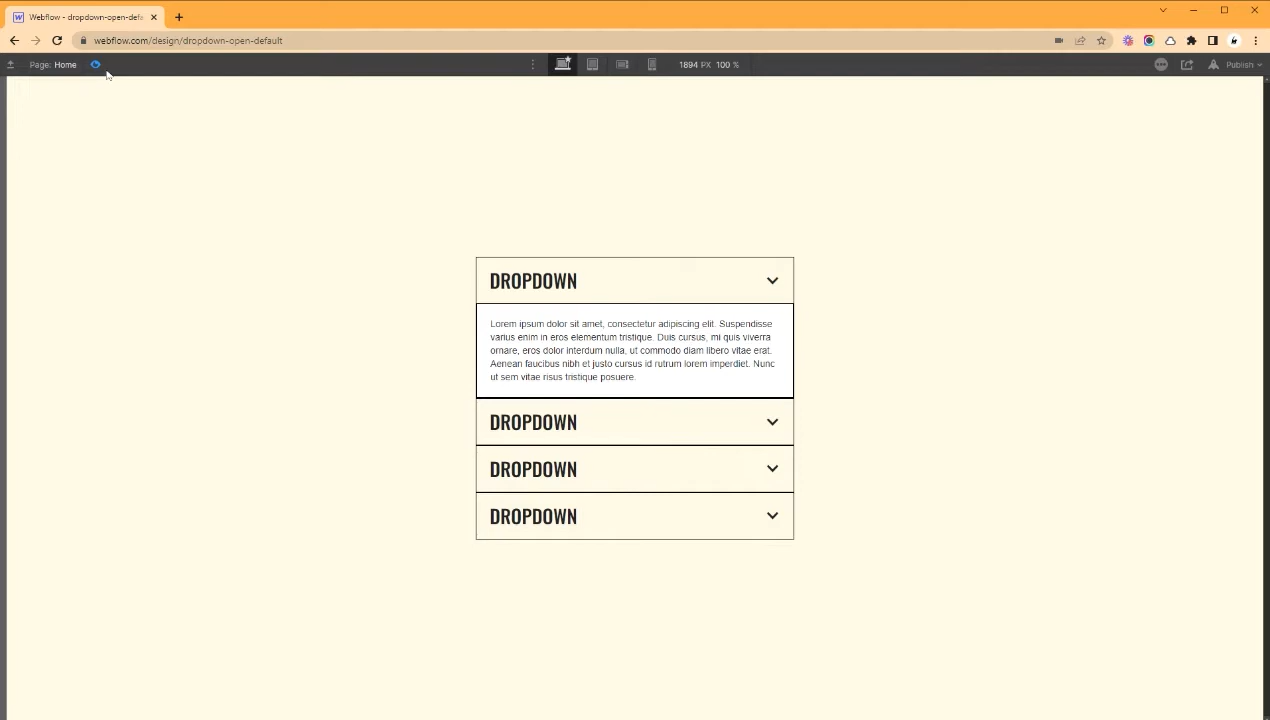 Webflow - dropdown-open-defa
webflow.com/design/dropdown-open-default
Page: Home
1894 PX 100 %
Publish
DROPDOWN
Lorem ipsum dolor sit amet, consectetur adipiscing elit. Suspendisse
varius enim in eros elementum tristique. Duis cursus, mi quis viverra
ornare, eros dolor interdum nulla, ut commodo diam libero vitae erat.
Aenean faucibus nibh et justo cursus id rutrum lorem imperdiet. Nunc
ut sem vitae risus tristique posuere.
DROPDOWN
DROPDOWN
DROPDOWN